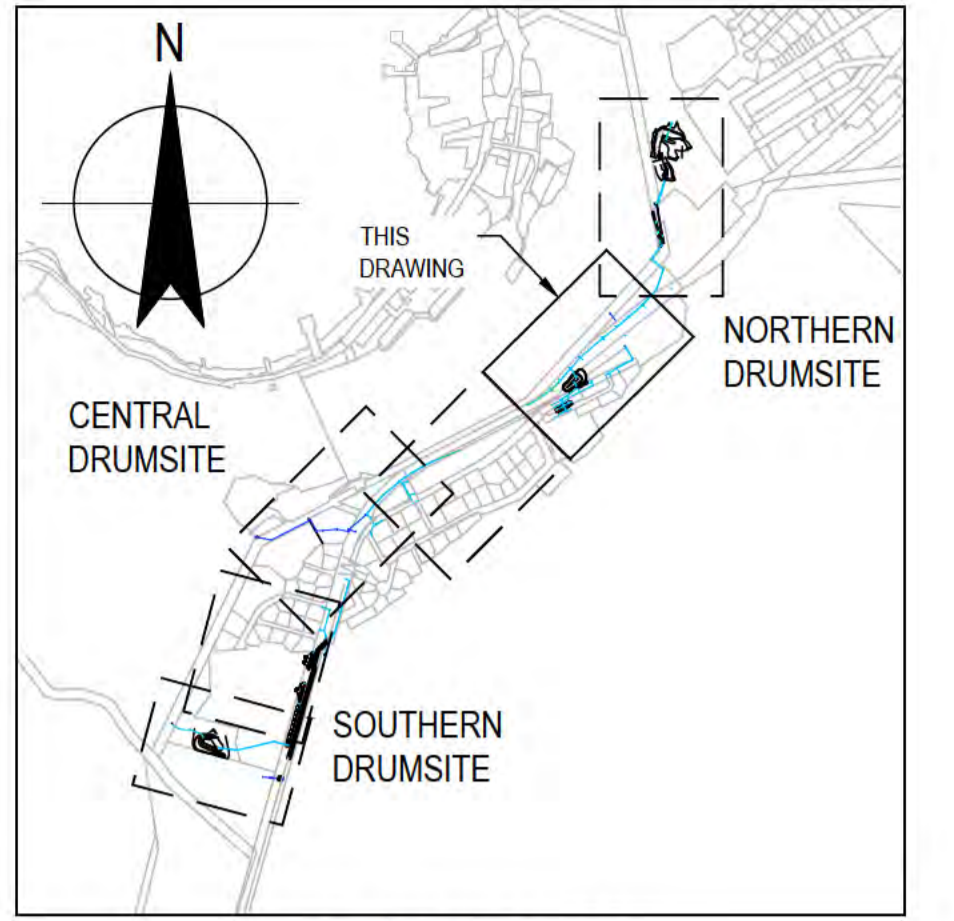 N
THIS
DRAWING
NORTHERN
DRUMSITE
CENTRAL
DRUMSITE
SOUTHERN
DRUMSITE